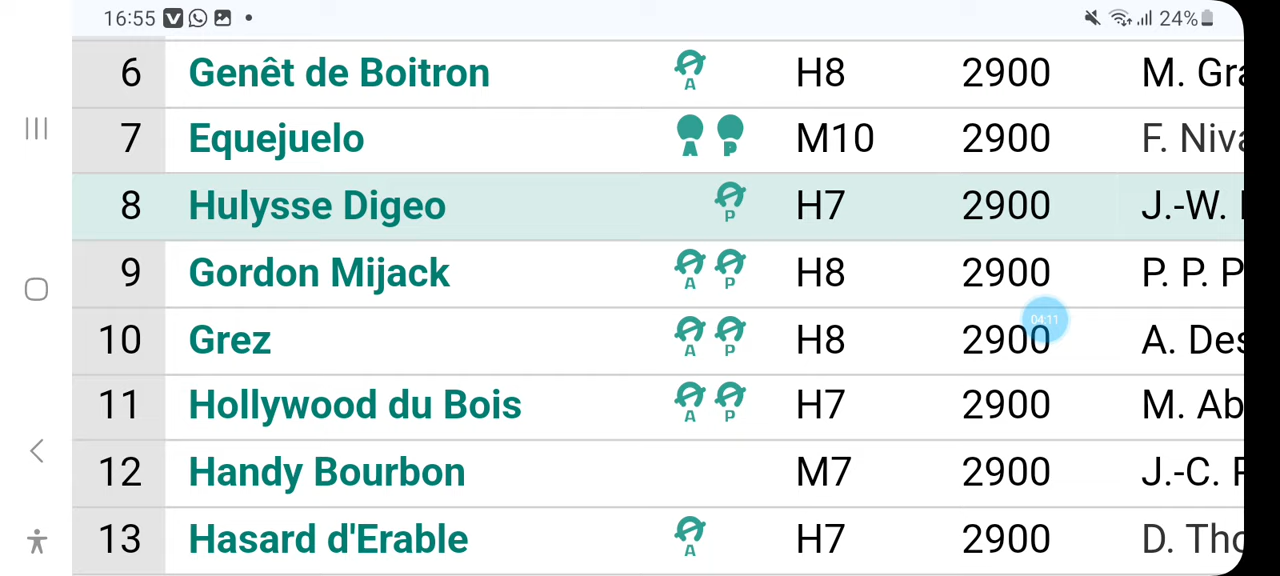 16:55 24%
6 Genêt de Boitron A H8 2900 M. Gra
7 Equejuelo A P M10 2900 F. Niva
8 Hulysse Digeo P H7 2900 J.-W.
9 Gordon Mijack A P H8 2900 P. P. P
04:11
10 Grez A P H8 2900 A. Des
11 Hollywood du Bois A P H7 2900 M. Ab
12 Handy Bourbon M7 2900 J.-C. P
13 Hasard d'Erable A H7 2900 D. Tho